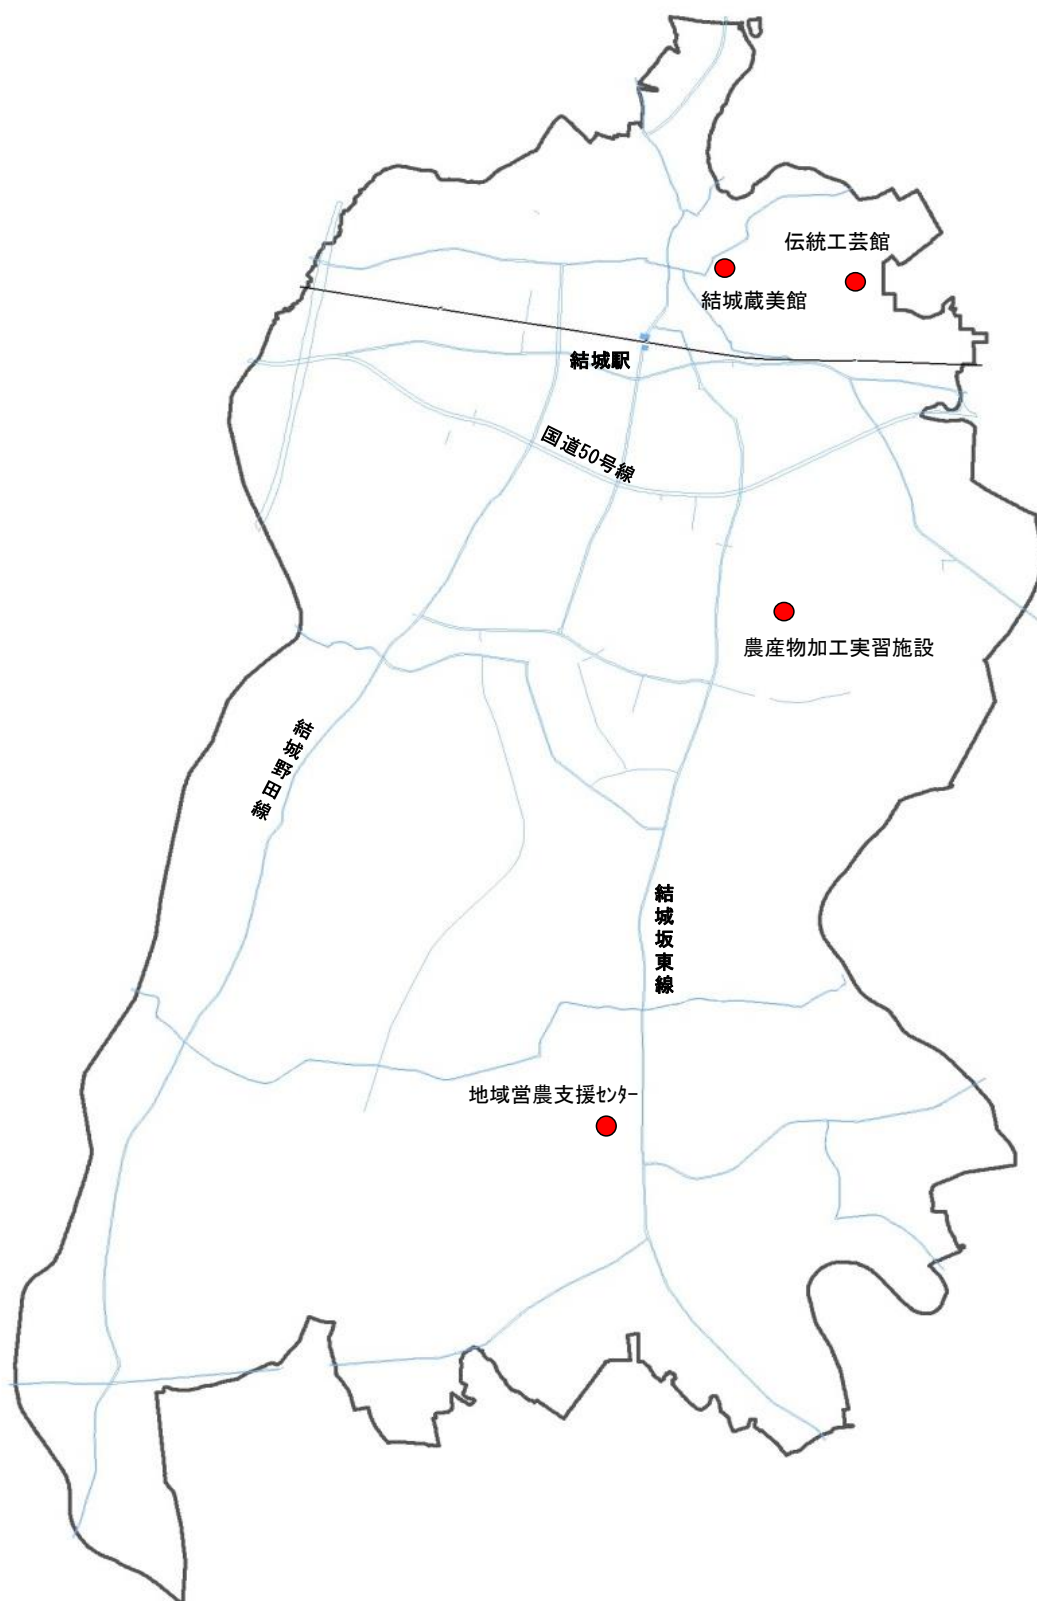 伝統工芸館
結城蔵美館
結城駅
国道50号線
農産物加工実習施設
結城野田線
結城坂東線
地域営農支援ｾﾝﾀｰ